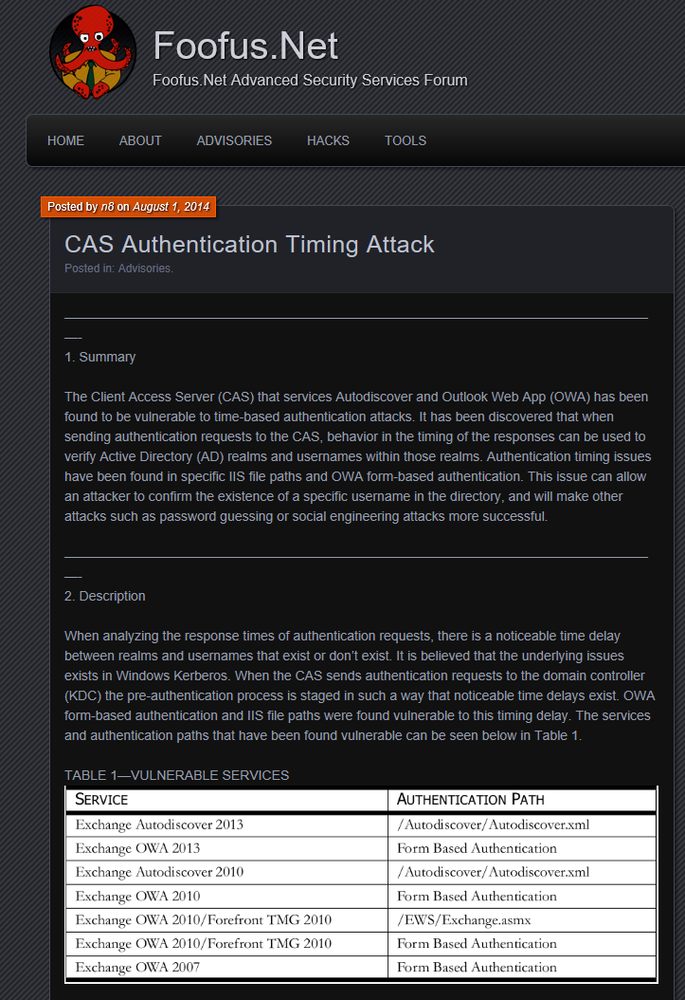 Foofus.Net
Foofus.Net Advanced Security Services Forum
HOME ABOUT ADVISORIES HACKS TOOLS
Posted by n8 on August 1, 2014
CAS Authentication Timing Attack
Posted in: Advisories.
1. Summary
The Client Access Server (CAS) that services Autodiscover and Outlook Web App (OWA) has been
found to be vulnerable to time-based authentication attacks. It has been discovered that when
sending authentication requests to the CAS, behavior in the timing of the responses can be used to
verify Active Directory (AD) realms and usernames within those realms. Authentication timing issues
have been found in specific IIS file paths and OWA form-based authentication. This issue can allow
an attacker to confirm the existence of a specific username in the directory, and will make other
attacks such as password guessing or social engineering attacks more successful.
2. Description
When analyzing the response times of authentication requests, there is a noticeable time delay
between realms and usernames that exist or don’t exist. It is believed that the underlying issues
exists in Windows Kerberos. When the CAS sends authentication requests to the domain controller
(KDC) the pre-authentication process is staged in such a way that noticeable time delays exist. OWA
form-based authentication and IIS file paths were found vulnerable to this timing delay. The services
and authentication paths that have been found vulnerable can be seen below in Table 1.
TABLE 1—VULNERABLE SERVICES
SERVICE AUTHENTICATION PATH
Exchange Autodiscover 2013 /Autodiscover/Autodiscover.xml
Exchange OWA 2013 Form Based Authentication
Exchange Autodiscover 2010 /Autodiscover/Autodiscover.xml
Exchange OWA 2010 Form Based Authentication
Exchange OWA 2010/Forefront TMG 2010 /EWS/Exchange.asmx
Exchange OWA 2010/Forefront TMG 2010 Form Based Authentication
Exchange OWA 2007 Form Based Authentication